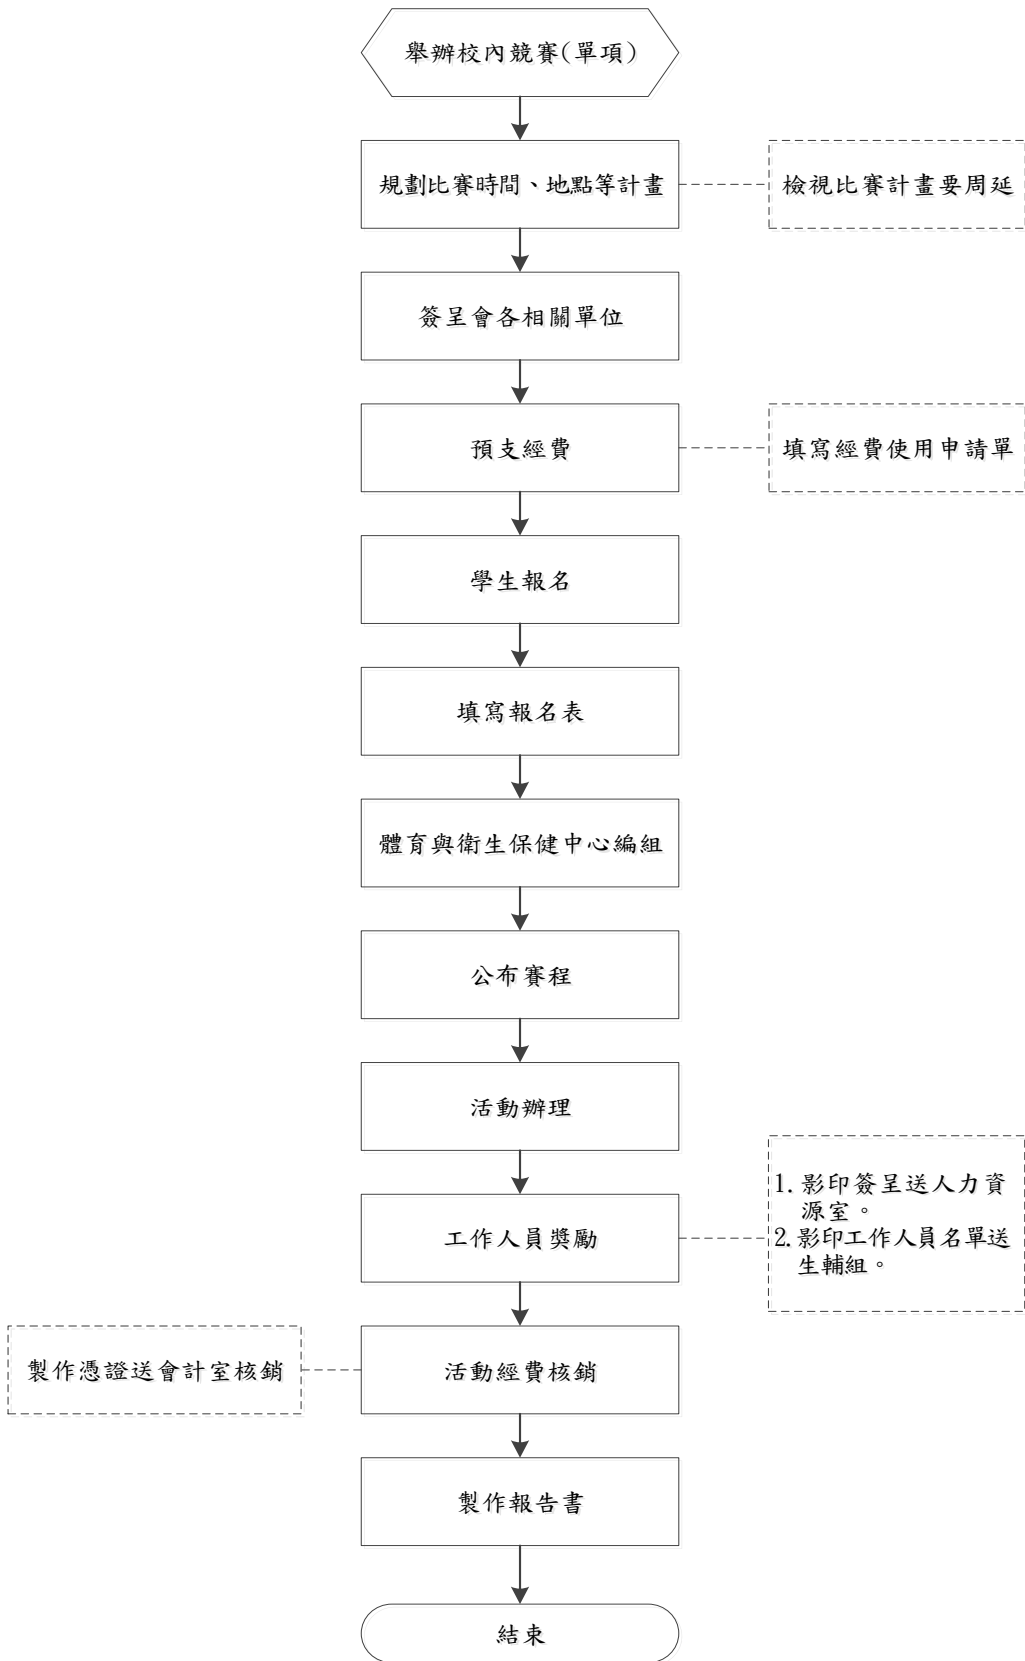 舉辦校內競賽(單項)
規劃比賽時間、地點等計畫
檢視比賽計畫要周延
簽呈會各相關單位
預支經費
填寫經費使用申請單
學生報名
填寫報名表
體育與衛生保健中心編組
公布賽程
活動辦理
工作人員獎勵
1. 影印簽呈送人力資
源室。
2. 影印工作人員名單送
生輔組。
製作憑證送會計室核銷
活動經費核銷
製作報告書
結束